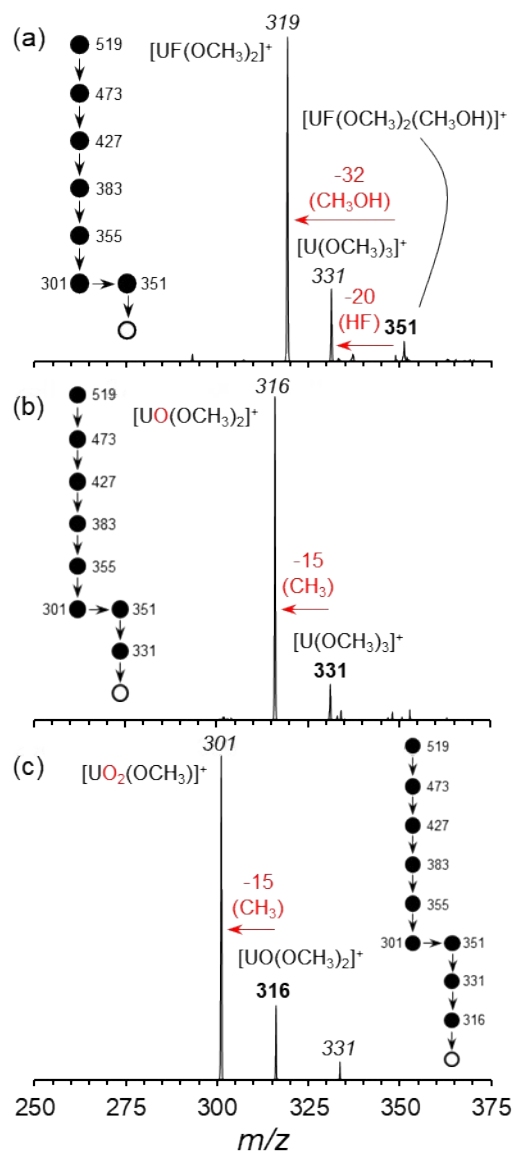 (a)
319
[UF(OCH₃)₂]⁺
519
473
427
383
355
301 351
[UF(OCH₃)₂(CH₃OH)]⁺
-32
(CH₃OH)
[U(OCH₃)₃]⁺
331
-20
(HF)
351
(b)
316
[UO(OCH₃)₂]⁺
519
473
427
383
355
301 351
331
-15
(CH₃)
[U(OCH₃)₃]⁺
331
(c)
301
[UO₂(OCH₃)]⁺
-15
(CH₃)
[UO(OCH₃)₂]⁺
316
331
519
473
427
383
355
301 351
331
316
250 275 300 325 350 375
m/z